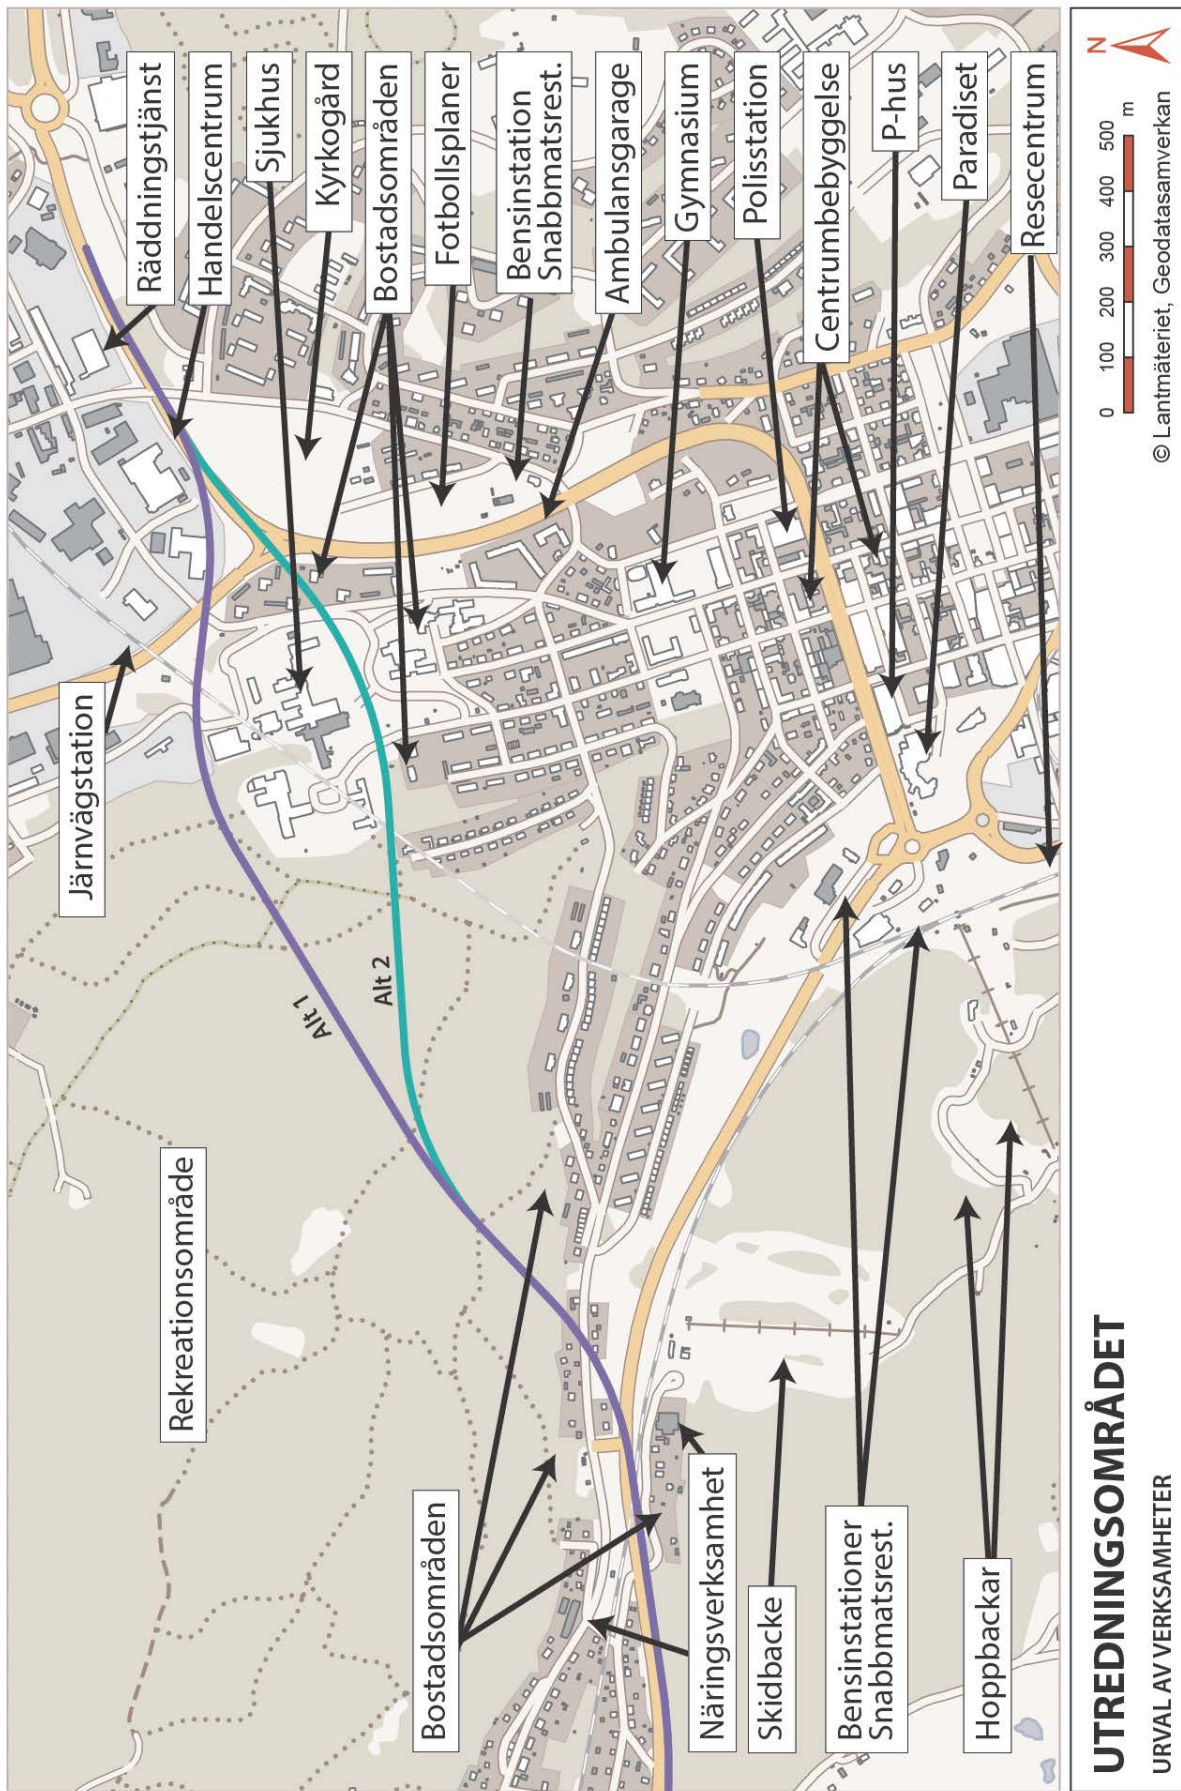 Räddningstjänst
Handelscentrum
Sjukhus
Kyrkogård
Bostadsområden
Fotbollsplaner
Bensinstation
Snabbmatsrest.
Ambulansgarage
Gymnasium
Polisstation
Centrumbebyggelse
P-hus
Paradiset
Resecentrum
Järnvägstation
Alt 1
Alt 2
Rekreationsområde
Bostadsområden
Näringsverksamhet
Skidbacke
Bensinstationer
Snabbmatsrest.
Hoppbackar
UTREDNINGSOMRÅDET
URVAL AV VERKSAMHETER
N
0 100 200 300 400 500 m
© Lantmäteriet, Geodatasamverkan